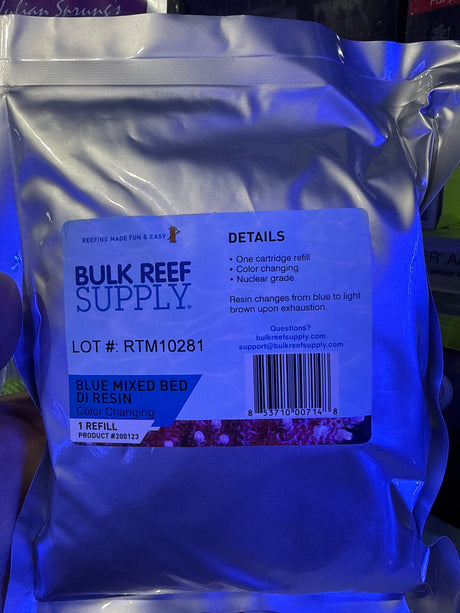 Julian Sprungs
REEFING MADE FUN & EASY
BULK REEF
SUPPLY®
LOT #: RTM10281
BLUE MIXED BED
DI RESIN
Color Changing
1 REFILL
PRODUCT #200123
DETAILS
• One cartridge refill
• Color changing
• Nuclear grade
Resin changes from blue to light
brown upon exhaustion.
Questions?
bulkreefsupply.com
support@bulkreefsupply.com
8 53710 00714 8